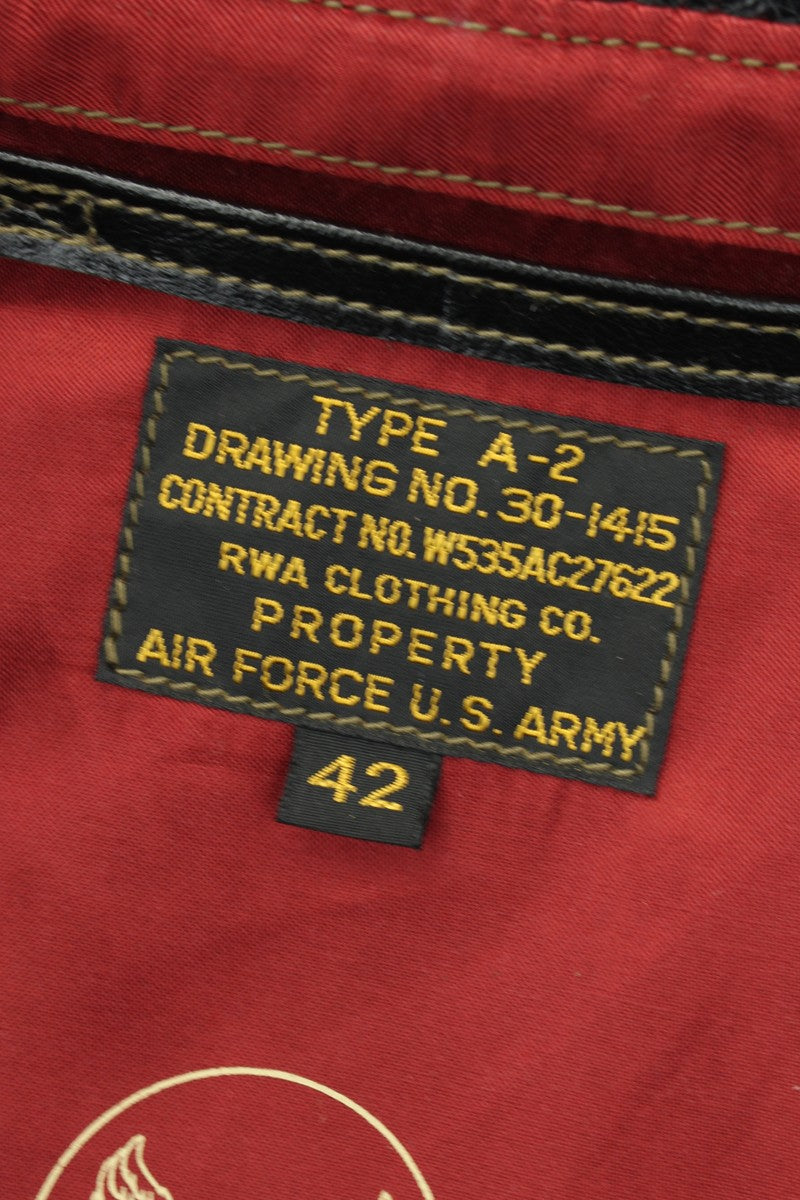 TYPE A-2
DRAWING NO. 30-1415
CONTRACT NO. W535AC27622
RWA CLOTHING CO.
PROPERTY
AIR FORCE U.S. ARMY
42